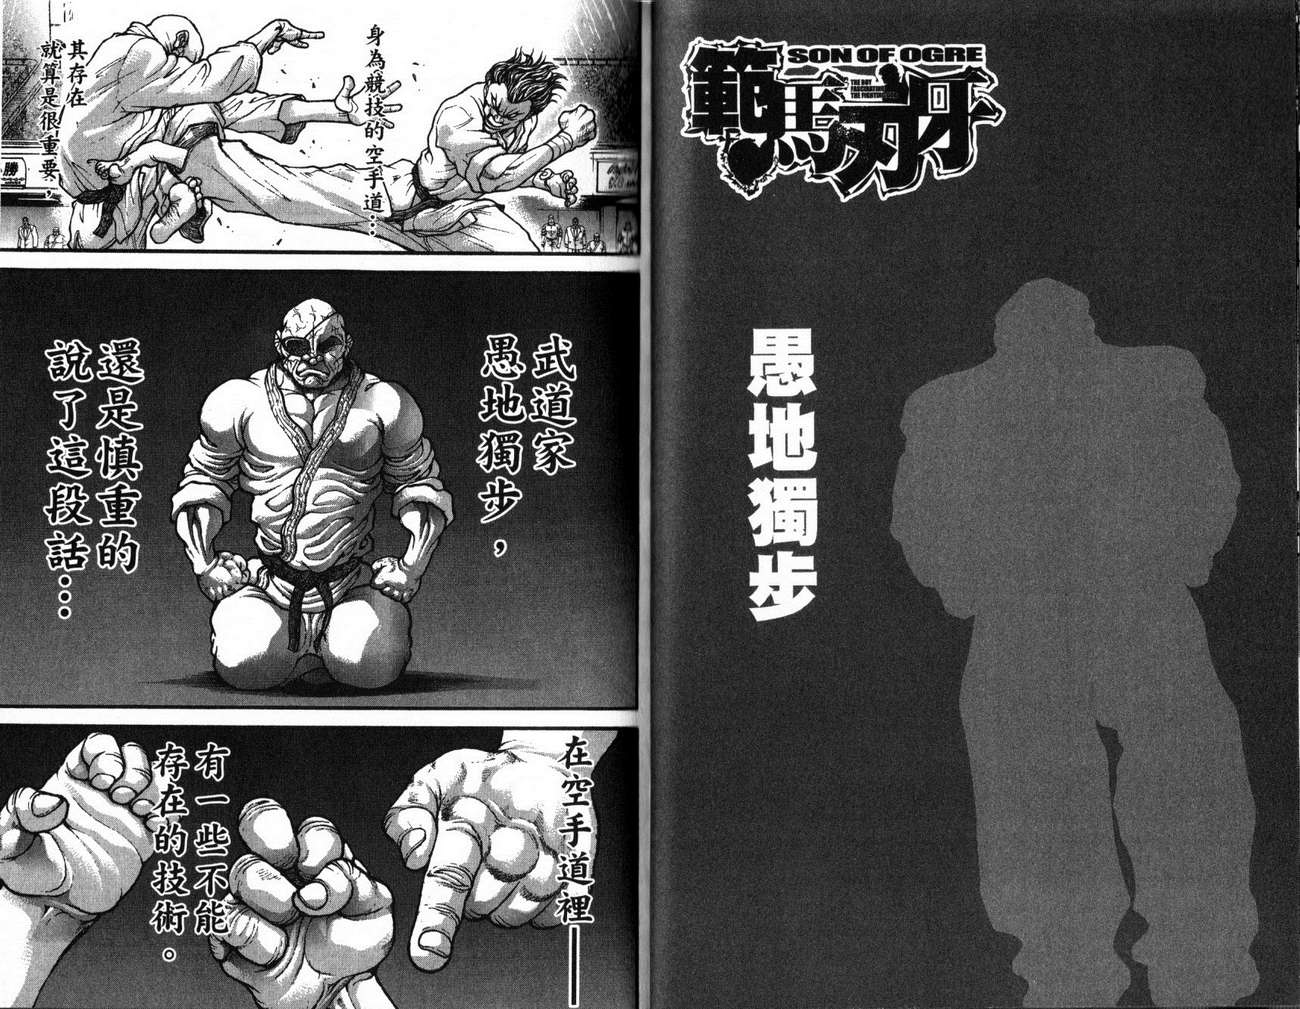 SON OF OGRE
範馬刃牙
愚地獨步
身為競技的空手道…
其存在
就算是很重要，
武道家
愚地獨步，
還是慎重的
說了這段話…
在空手道裡——
有一些不能
存在的技術。
勝